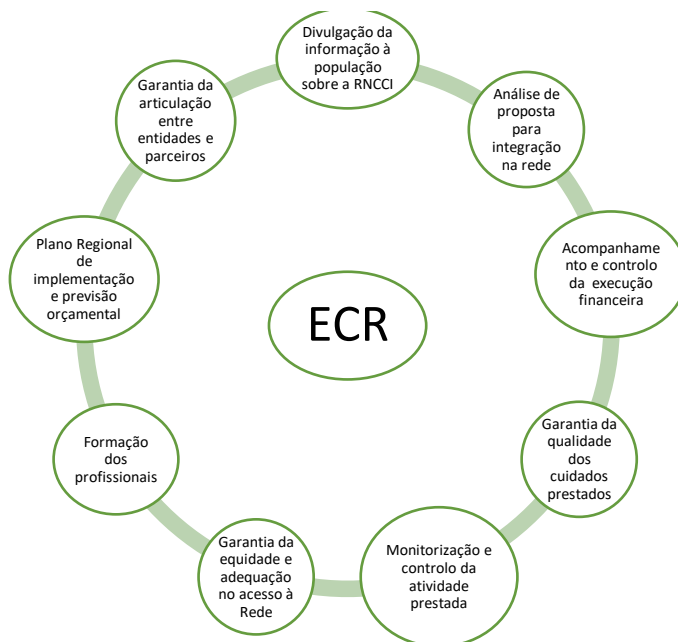 Divulgação da
informação à
população
sobre a RNCCI
Análise de
proposta
para
integração
na rede
Acompanhame
nto e controlo
da execução
financeira
Garantia da
qualidade
dos
cuidados
prestados
Monitorização e
controlo da
atividade
prestada
Garantia da
equidade e
adequação
no acesso à
Rede
Formação
dos
profissionais
Plano Regional
de
implementação
e previsão
orçamental
Garantia da
articulação
entre
entidades e
parceiros
ECR